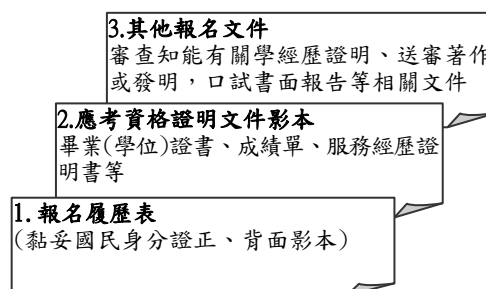 3.其他報名文件
審查知能有關學經歷證明、送審著作
或發明，口試書面報告等相關文件
2.應考資格證明文件影本
畢業(學位)證書、成績單、服務經歷證
明書等
1.報名履歷表
(黏妥國民身分證正、背面影本)